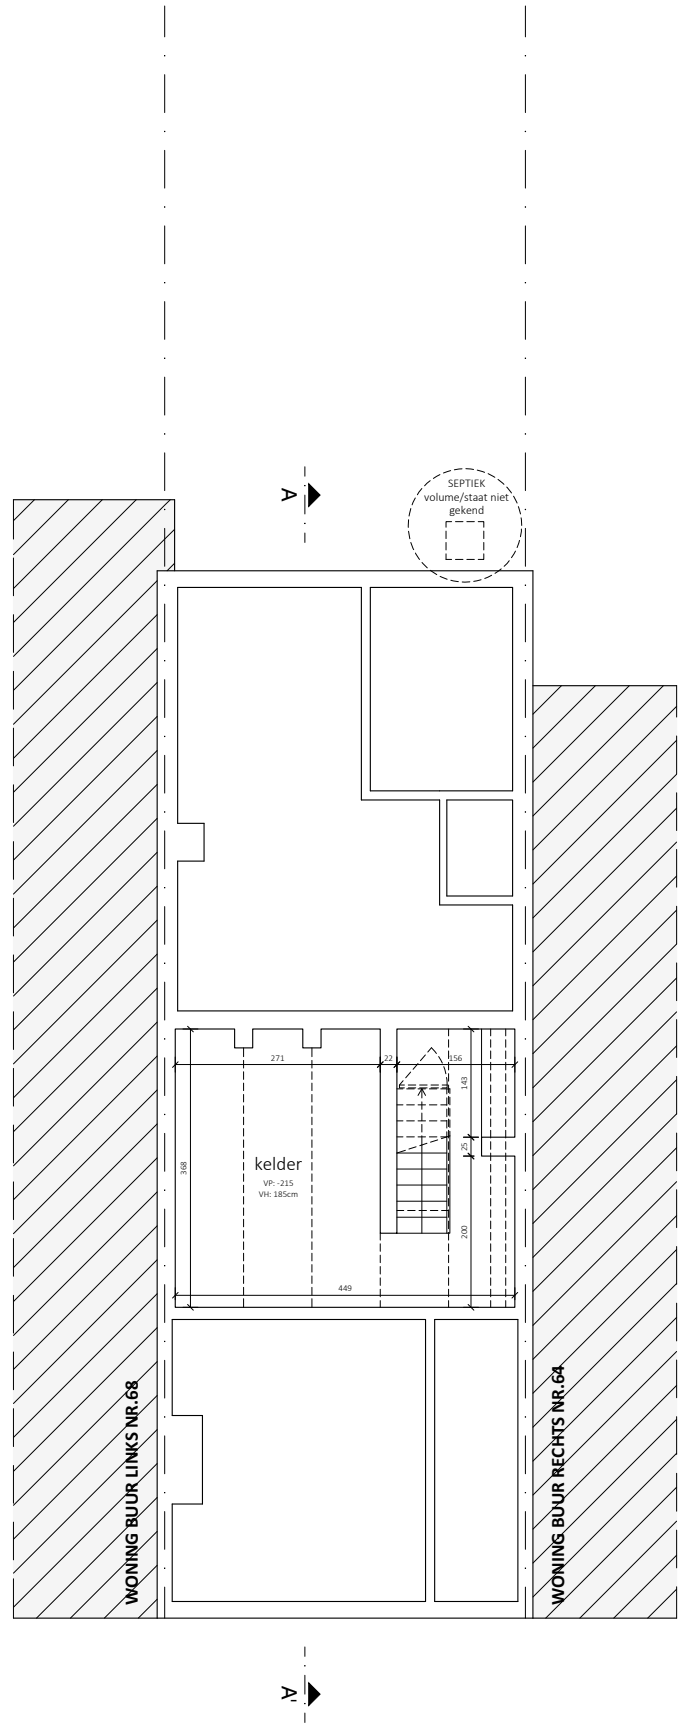 A
SEPTIEK
volume/staat niet
gekend
271
22
156
143
25
200
368
kelder
VP: -215
VH: 185cm
449
WONING BUUR LINKS NR.68
WONING BUUR RECHTS NR.64
A'